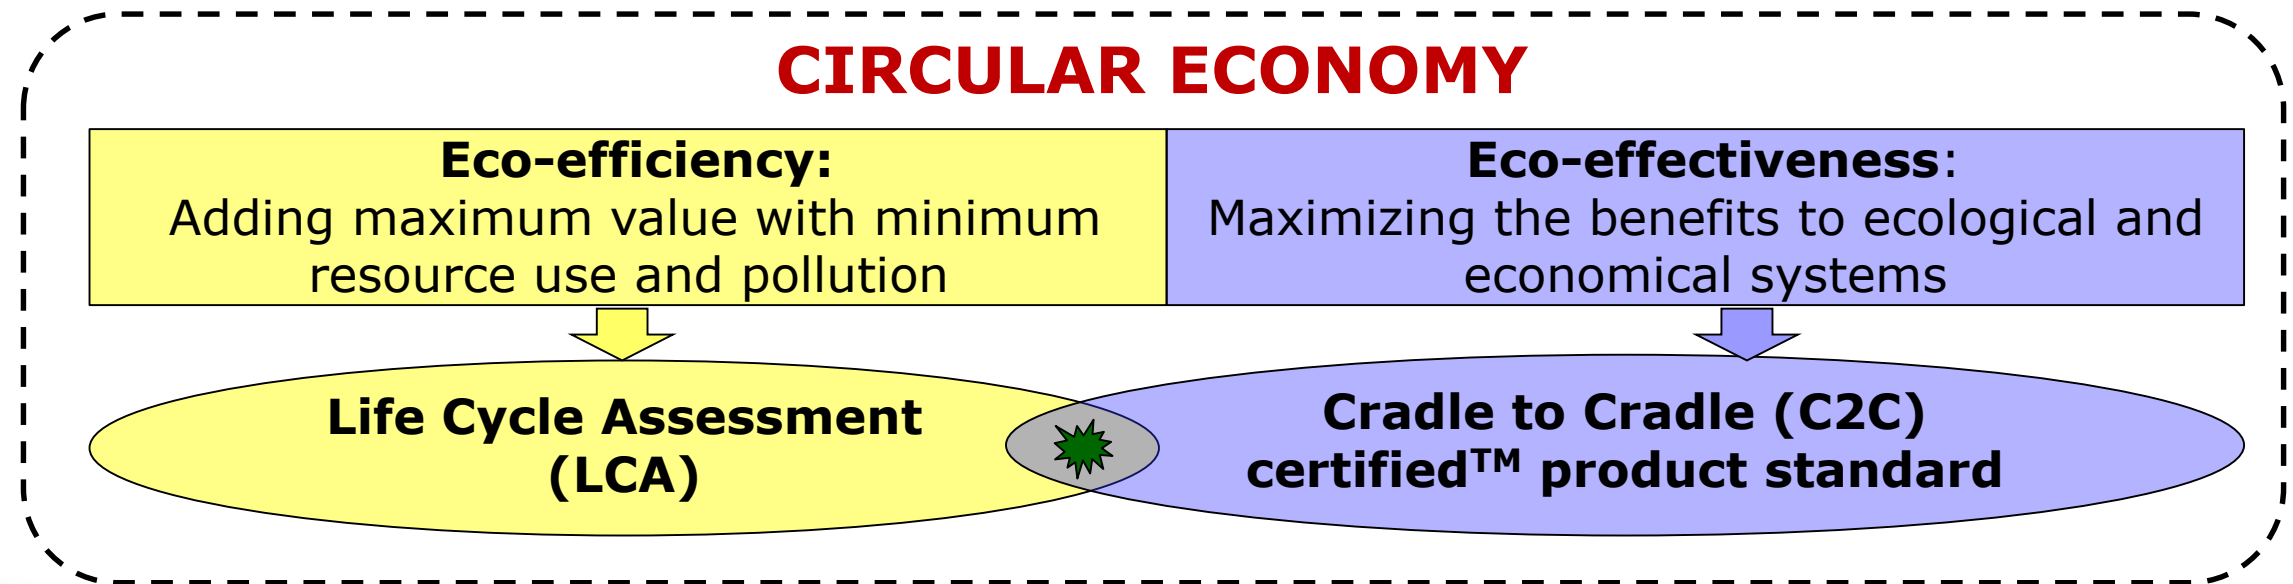 CIRCULAR ECONOMY
Eco-efficiency:
Adding maximum value with minimum
resource use and pollution
Eco-effectiveness:
Maximizing the benefits to ecological and
economical systems
Life Cycle Assessment
(LCA)
Cradle to Cradle (C2C)
certified™ product standard